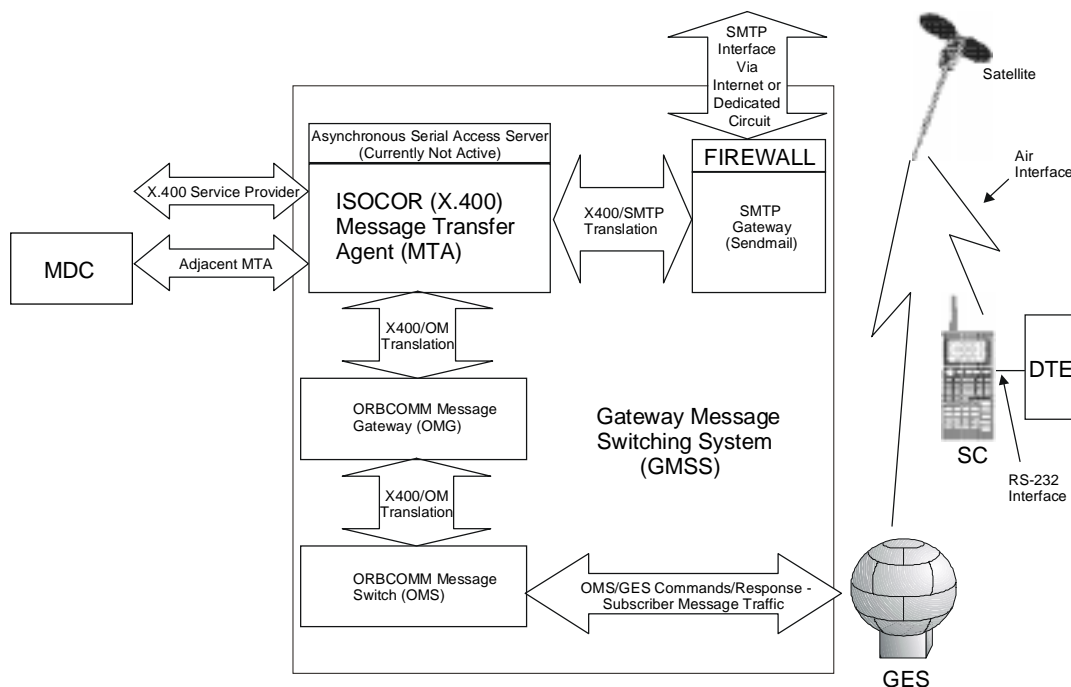 SMTP
Interface
Via
Internet or
Dedicated
Circuit
Satellite
Air
Interface
Asynchronous Serial Access Server
(Currently Not Active)
FIREWALL
X.400 Service Provider
ISOCOR (X.400)
Message Transfer
Agent (MTA)
X400/SMTP
Translation
SMTP
Gateway
(Sendmail)
MDC
Adjacent MTA
X400/OM
Translation
DTE
ORBCOMM Message
Gateway (OMG)
Gateway Message
Switching System
(GMSS)
SC
RS-232
Interface
X400/OM
Translation
ORBCOMM Message
Switch (OMS)
OMS/GES Commands/Response -
Subscriber Message Traffic
GES